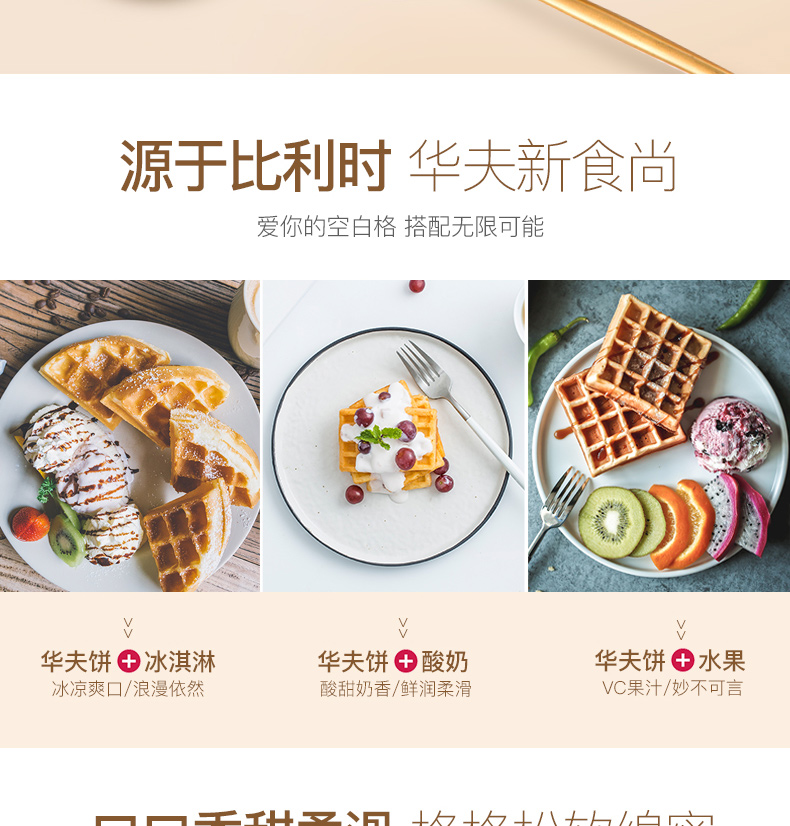 源于比利时 华夫新食尚
爱你的空白格 搭配无限可能
华夫饼+冰淇淋
冰凉爽口/浪漫依然
华夫饼+酸奶
酸甜奶香/鲜润柔滑
华夫饼+水果
VC果汁/妙不可言